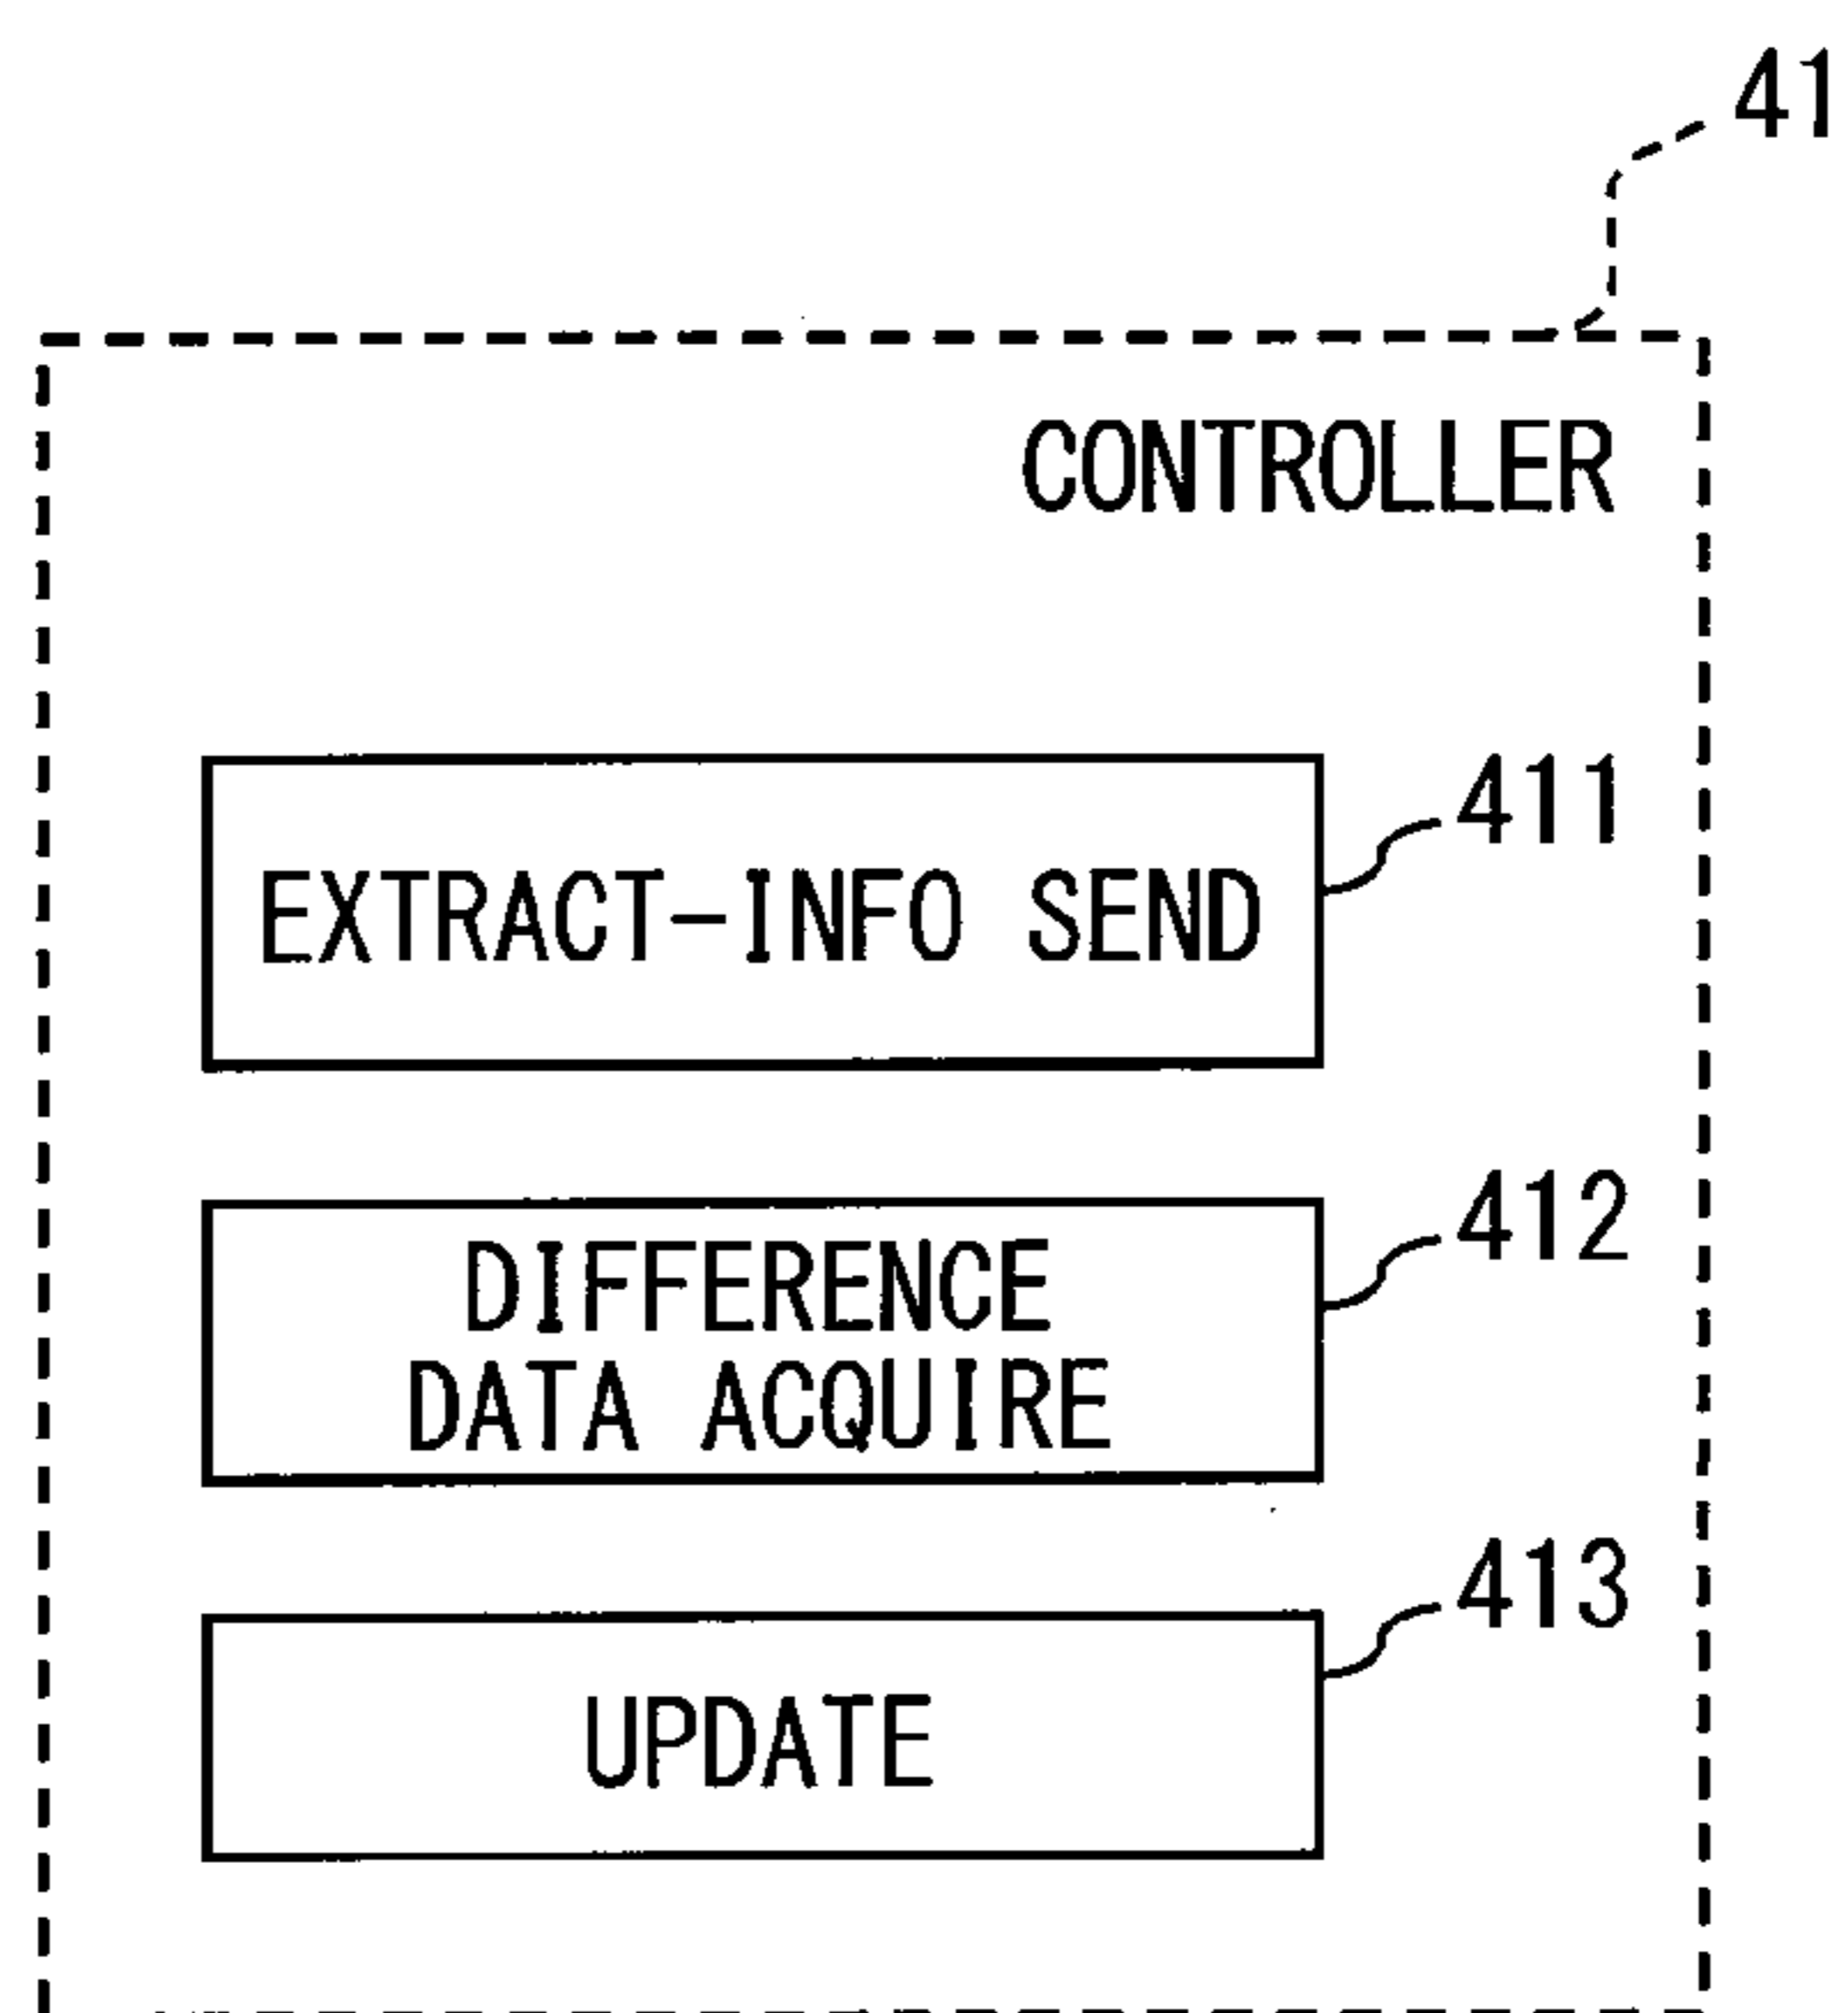 41
CONTROLLER
411
EXTRACT-INFO SEND
412
DIFFERENCE
DATA ACQUIRE
413
UPDATE